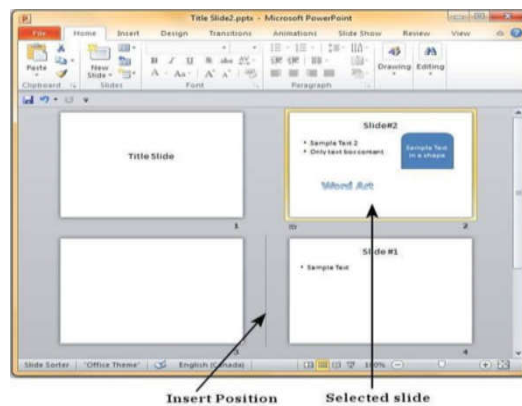 Title Slide2.pptx - Microsoft PowerPoint
File Home Insert Design Transitions Animations Slide Show Review View
Paste
New Slide
Drawing Editing
Clipboard Slides Font Paragraph
Title Slide
1
Slide#2
• Sample Text 2
• Only text box coment
Sample Text
in a shape
Word Art
2
3
Slide #1
• Sample Text
4
Slide Sorter "Office Theme" English (Canada) 100%
Insert Position Selected slide